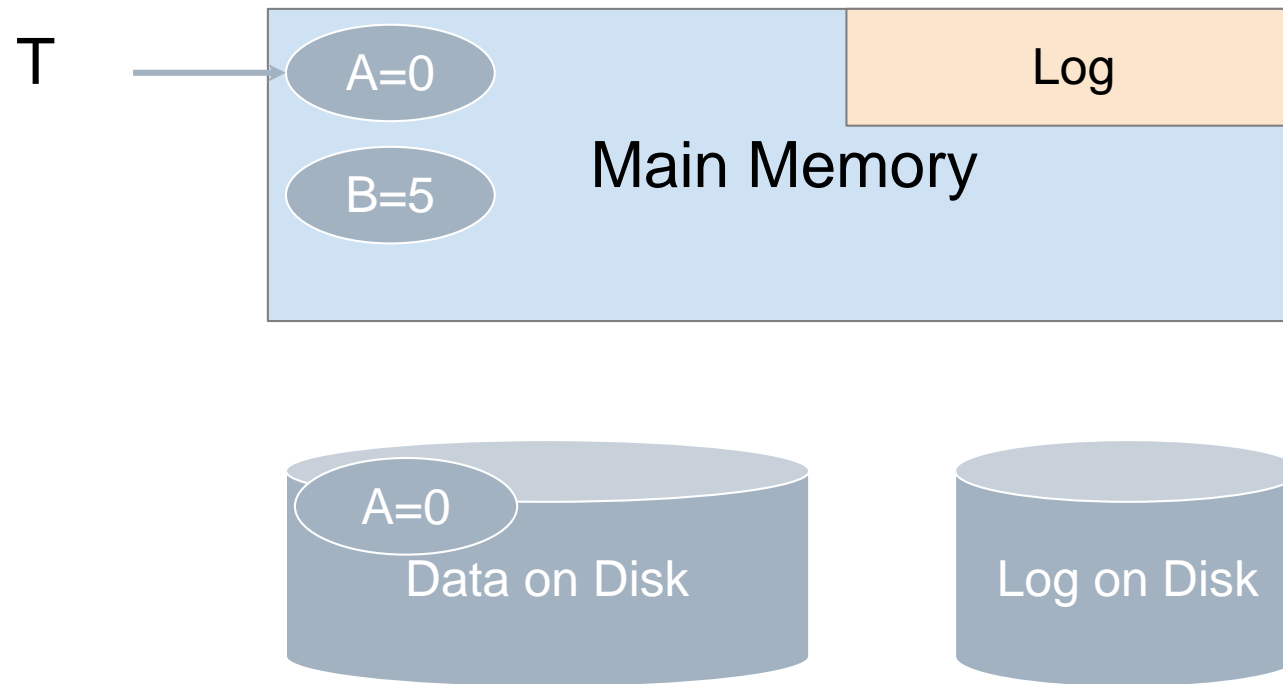 T
A=0
Log
Main Memory
B=5
A=0
Data on Disk
Log on Disk